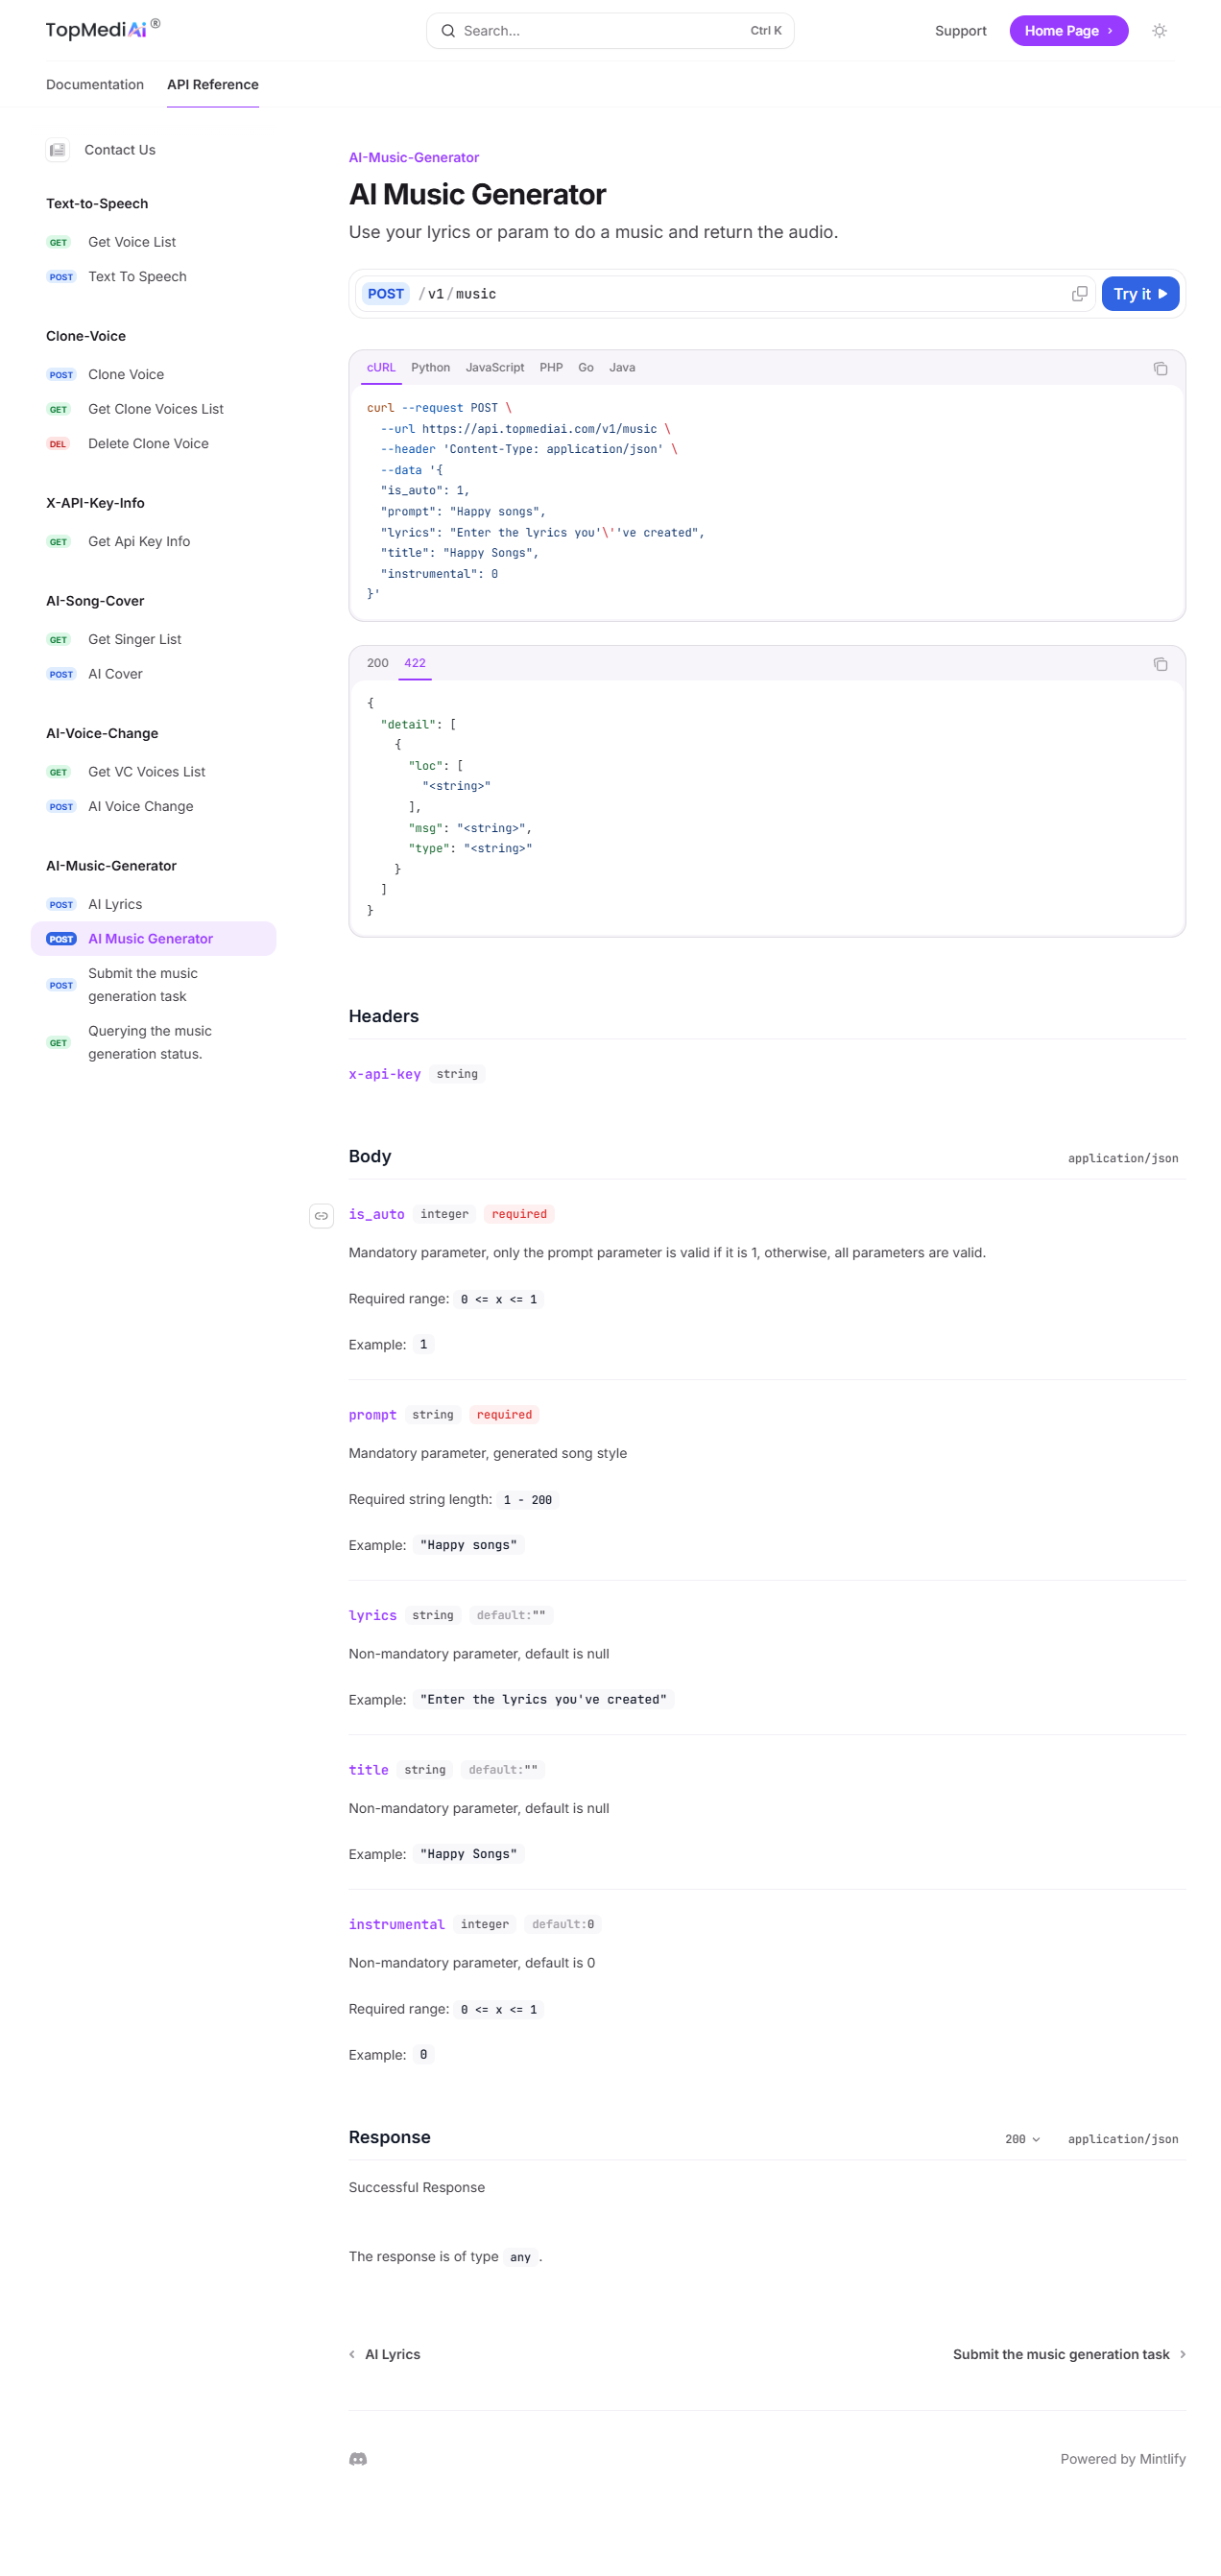 TopMediAi ®
Search...
Ctrl K
Support
Home Page
Documentation
API Reference
Contact Us
Text-to-Speech
GET Get Voice List
POST Text To Speech
Clone-Voice
POST Clone Voice
GET Get Clone Voices List
DEL Delete Clone Voice
X-API-Key-Info
GET Get Api Key Info
AI-Song-Cover
GET Get Singer List
POST AI Cover
AI-Voice-Change
GET Get VC Voices List
POST AI Voice Change
AI-Music-Generator
POST AI Lyrics
POST AI Music Generator
POST Submit the music
generation task
GET Querying the music
generation status.
AI-Music-Generator
AI Music Generator
Use your lyrics or param to do a music and return the audio.
POST /v1/music
Try it
cURL Python JavaScript PHP Go Java
curl --request POST \
--url https://api.topmediai.com/v1/music \
--header 'Content-Type: application/json' \
--data '{
"is_auto": 1,
"prompt": "Happy songs",
"lyrics": "Enter the lyrics you'\''ve created",
"title": "Happy Songs",
"instrumental": 0
}'
200 422
{
"detail": [
{
"loc": [
"<string>"
],
"msg": "<string>",
"type": "<string>"
}
]
}
Headers
x-api-key string
Body
application/json
is_auto integer required
Mandatory parameter, only the prompt parameter is valid if it is 1, otherwise, all parameters are valid.
Required range: 0 <= x <= 1
Example: 1
prompt string required
Mandatory parameter, generated song style
Required string length: 1 - 200
Example: "Happy songs"
lyrics string default:""
Non-mandatory parameter, default is null
Example: "Enter the lyrics you've created"
title string default:""
Non-mandatory parameter, default is null
Example: "Happy Songs"
instrumental integer default:0
Non-mandatory parameter, default is 0
Required range: 0 <= x <= 1
Example: 0
Response
200
application/json
Successful Response
The response is of type any.
AI Lyrics
Submit the music generation task
Powered by Mintlify